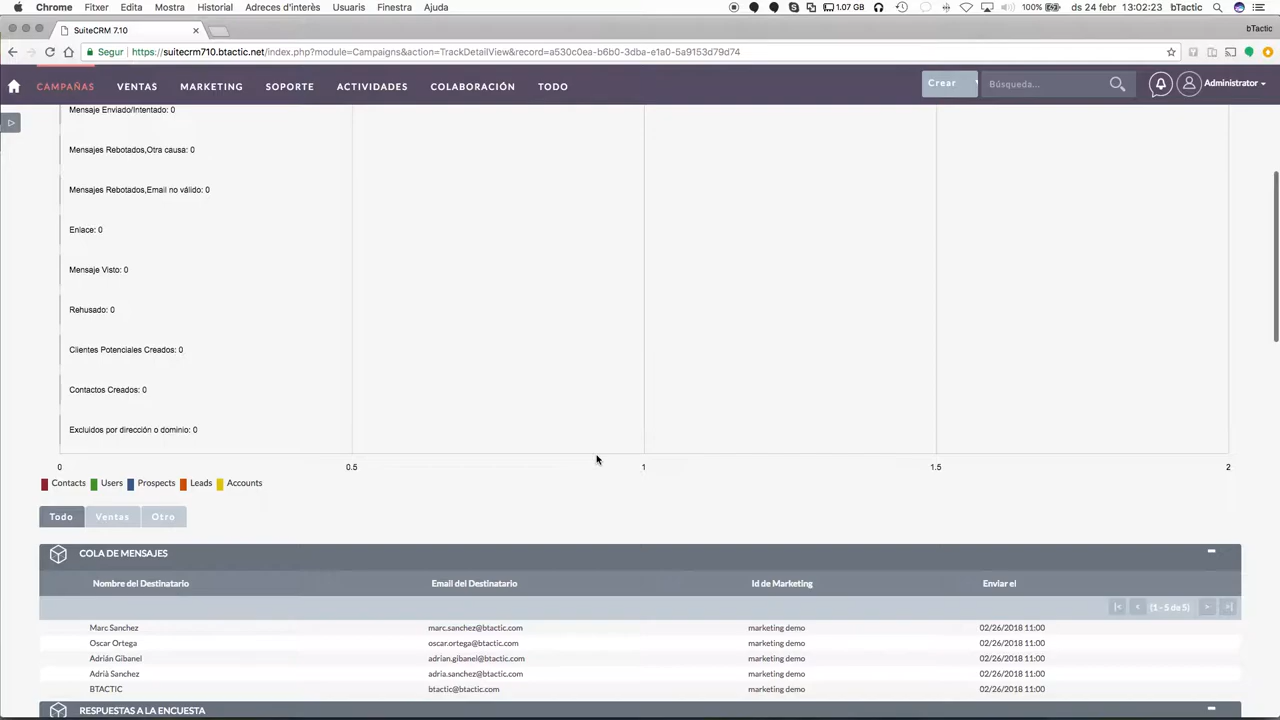 Chrome Fitxer Edita Mostra Historial Adreces d'interès Usuaris Finestra Ajuda 1.07 GB 100% ds 24 febr 13:02:23 bTactic
SuiteCRM 7.10 bTactic
Segur https://suitecrm710.btactic.net/index.php?module=Campaigns&action=TrackDetailView&record=a530c0ea-b6b0-3dba-e1a0-5a9153d79d74
CAMPAÑAS VENTAS MARKETING SOPORTE ACTIVIDADES COLABORACIÓN TODO Crear Búsqueda... Administrator
Mensaje Enviado/Intentado: 0
Mensajes Rebotados,Otra causa: 0
Mensajes Rebotados,Email no válido: 0
Enlace: 0
Mensaje Visto: 0
Rehusado: 0
Clientes Potenciales Creados: 0
Contactos Creados: 0
Excluidos por dirección o dominio: 0
0 0.5 1 1.5 2
Contacts Users Prospects Leads Accounts
Todo Ventas Otro
COLA DE MENSAJES
Nombre del Destinatario Email del Destinatario Id de Marketing Enviar el
(1 - 5 de 5)
Marc Sanchez marc.sanchez@btactic.com marketing demo 02/26/2018 11:00
Oscar Ortega oscar.ortega@btactic.com marketing demo 02/26/2018 11:00
Adrián Gibanel adrian.gibanel@btactic.com marketing demo 02/26/2018 11:00
Adrià Sanchez adria.sanchez@btactic.com marketing demo 02/26/2018 11:00
BTACTIC btactic@btactic.com marketing demo 02/26/2018 11:00
RESPUESTAS A LA ENCUESTA